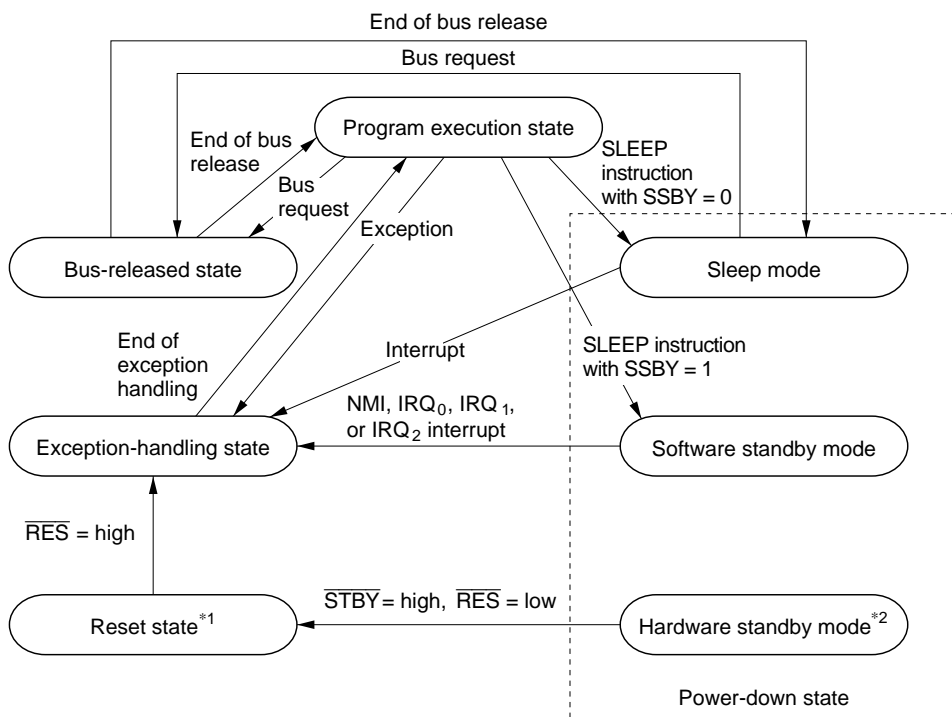 End of bus release
Bus request
Program execution state
End of bus
release
Bus
request
SLEEP
instruction
with SSBY = 0
Exception
Bus-released state
Sleep mode
End of
exception
handling
Interrupt
SLEEP instruction
with SSBY = 1
NMI, IRQ0, IRQ1,
or IRQ2 interrupt
Exception-handling state
Software standby mode
RES = high
STBY = high, RES = low
Reset state*1
Hardware standby mode*2
Power-down state